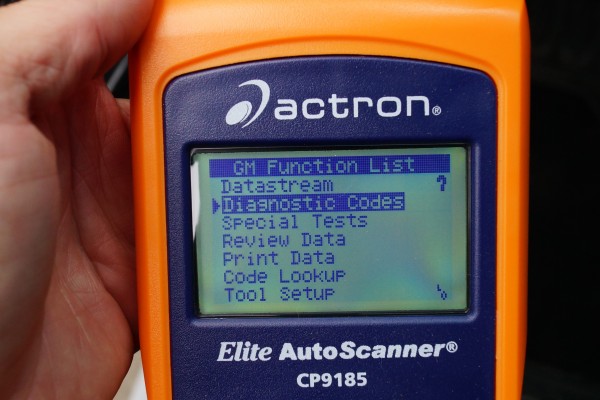 actron®
GM Function List
Datastream
Diagnostic Codes
Special Tests
Review Data
Print Data
Code Lookup
Tool Setup
Elite AutoScanner®
CP9185